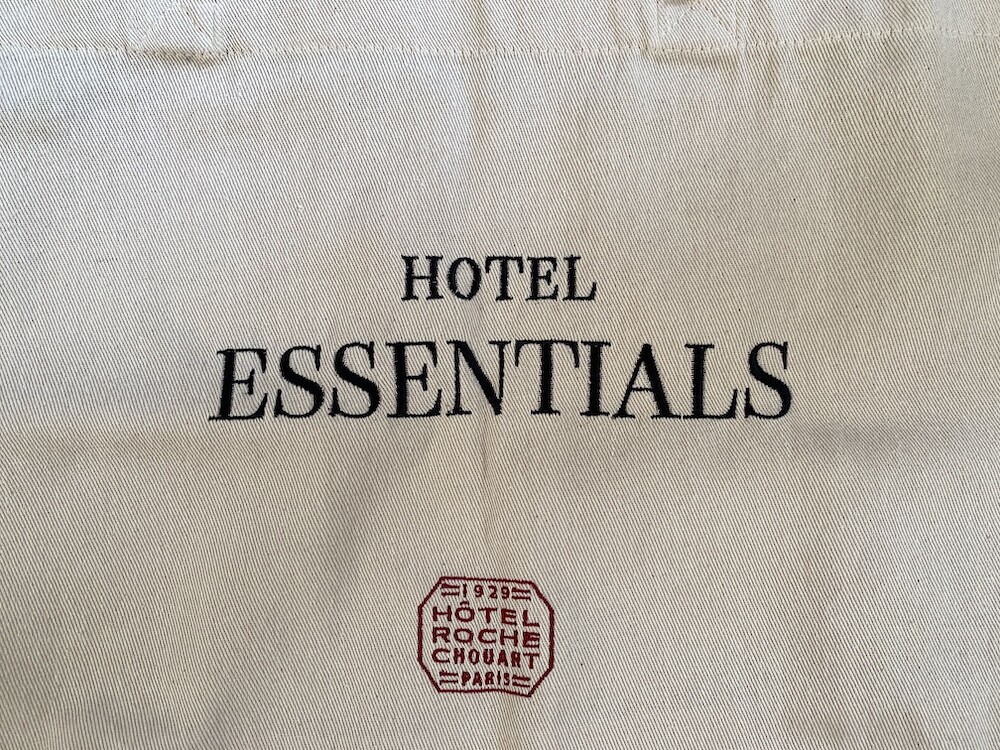 HOTEL
ESSENTIALS
1929
HÔTEL
ROCHE
CHOUART
PARIS